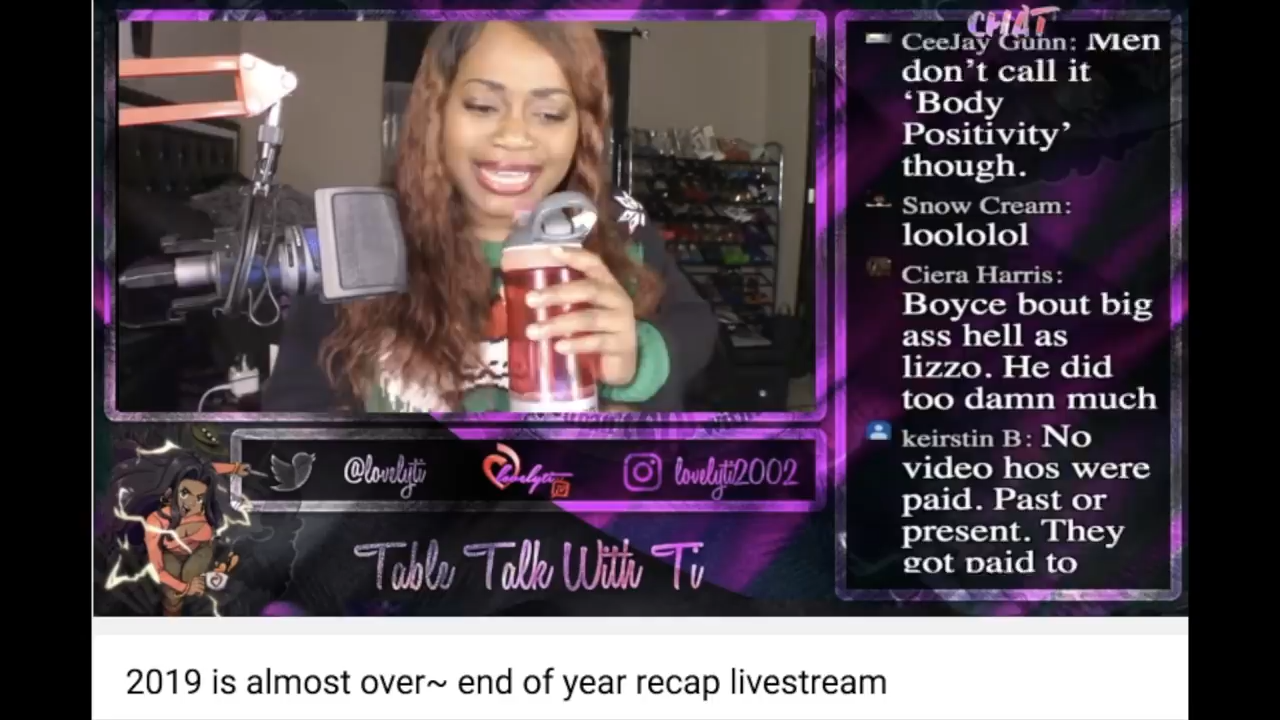 CHAT
CeeJay Gunn: Men
don't call it
'Body
Positivity'
though.
Snow Cream:
loololol
Ciera Harris:
Boyce bout big
ass hell as
lizzo. He did
too damn much
keirstin B: No
video hos were
paid. Past or
present. They
got paid to
@lovelyti
lovelyti
lovelyti2002
Table Talk With Ti
2019 is almost over~ end of year recap livestream